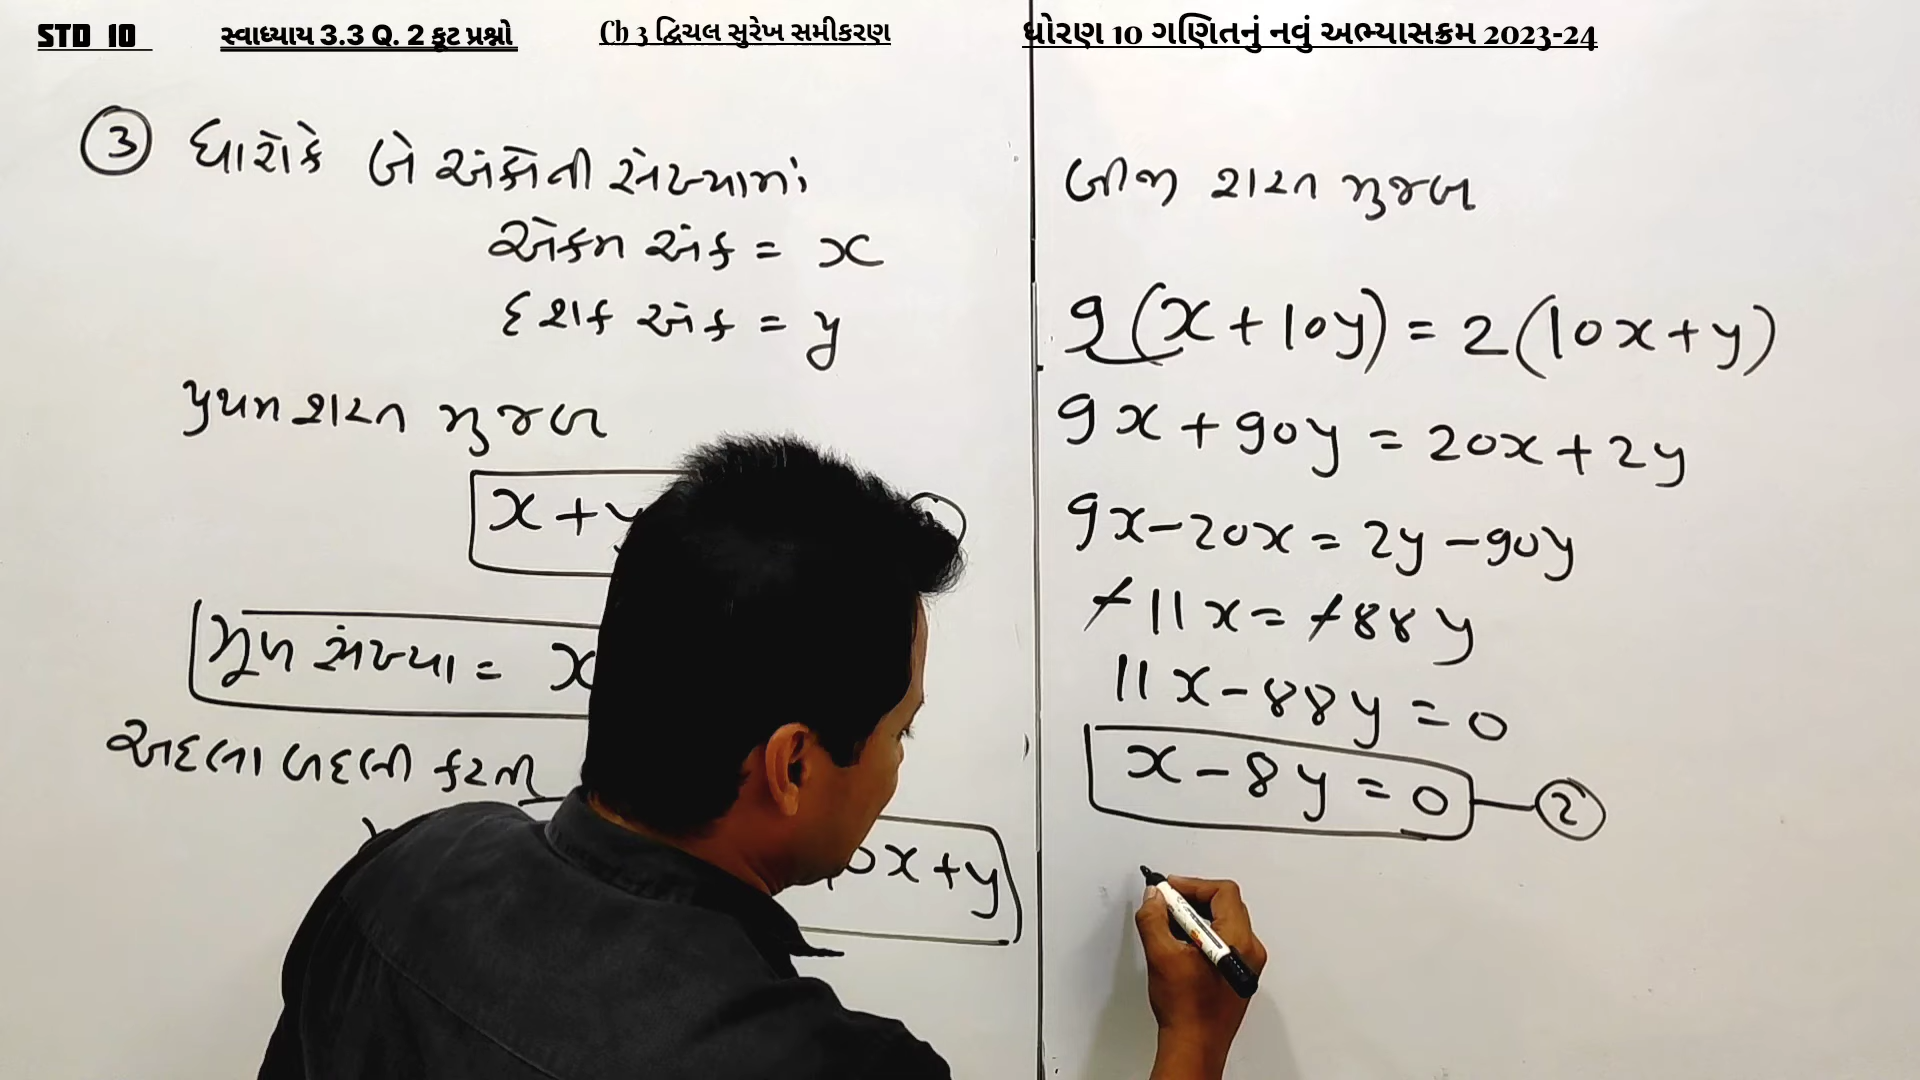 STD 10 સ્વાધ્યાય 3.3 Q. 2 ફૂટ પ્રશ્નો Ch 3 દ્વિચલ સુરેખ સમીકરણ ધોરણ 10 ગણિતનું નવું અભ્યાસક્રમ 2023-24
3 ધારોકે બે અંકોની સંખ્યામાં
એકમ અંક = x
દશક અંક = y
પ્રથમ શરત મુજબ
x + y
મૂળ સંખ્યા = x
અદલા બદલી કરતાં
10x + y
બીજી શરત મુજબ
9(x + 10y) = 2(10x + y)
9x + 90y = 20x + 2y
9x - 20x = 2y - 90y
-11x = -88y
11x - 88y = 0
x - 8y = 0 — 2